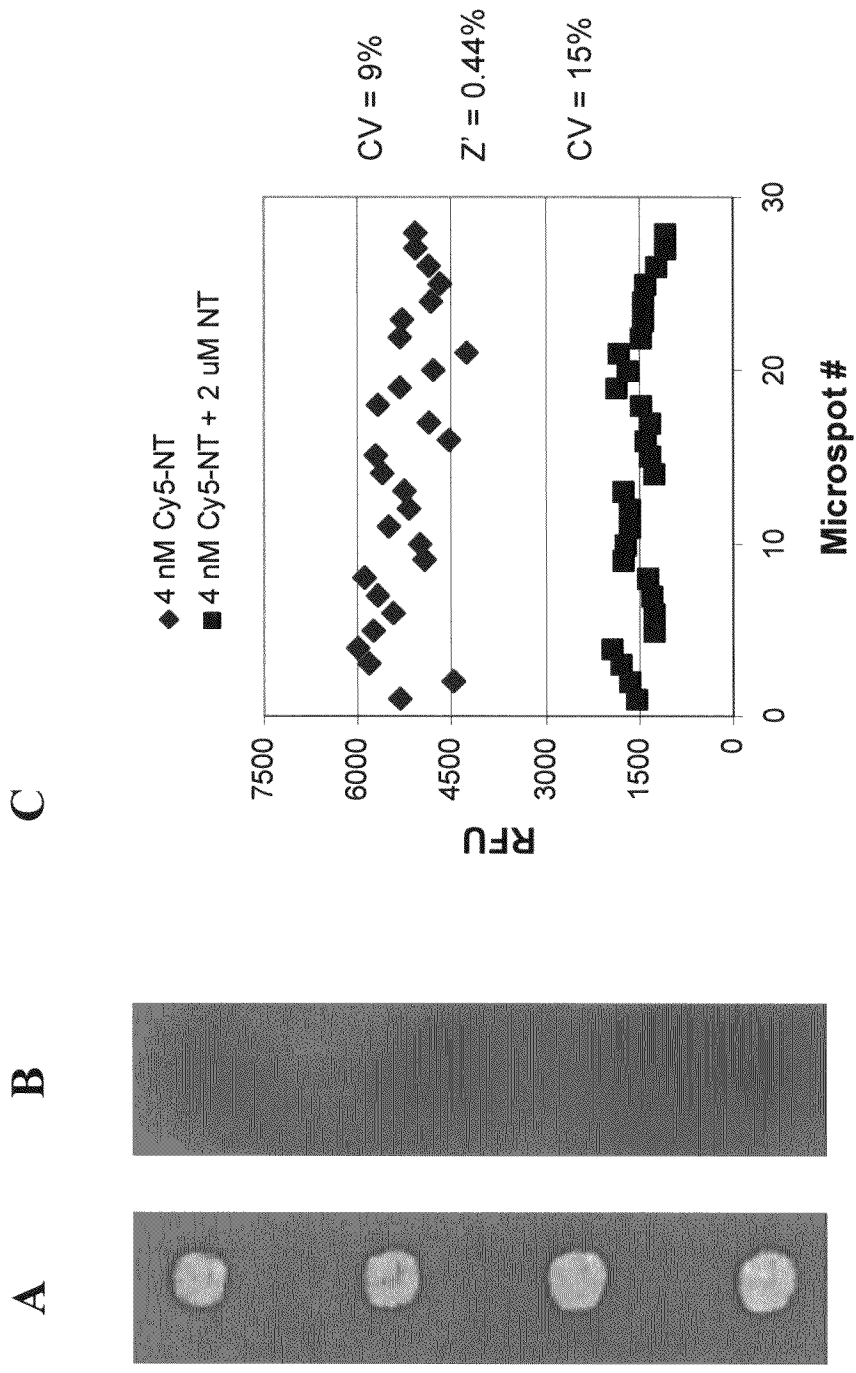 A
B
C
4 nM Cy5-NT
4 nM Cy5-NT + 2 uM NT
7500
6000
4500
3000
1500
0
RFU
0
10
20
30
Microspot #
CV = 9%
Z' = 0.44%
CV = 15%